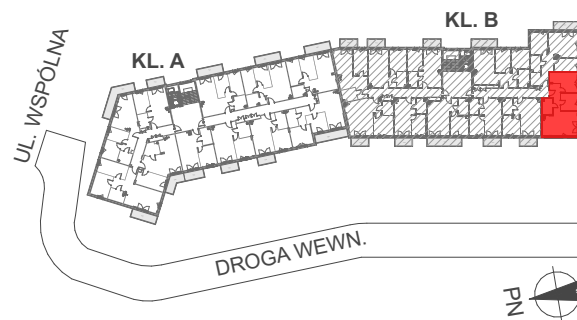 KL. B
KL. A
UL. WSPÓLNA
DROGA WEWN.
PN